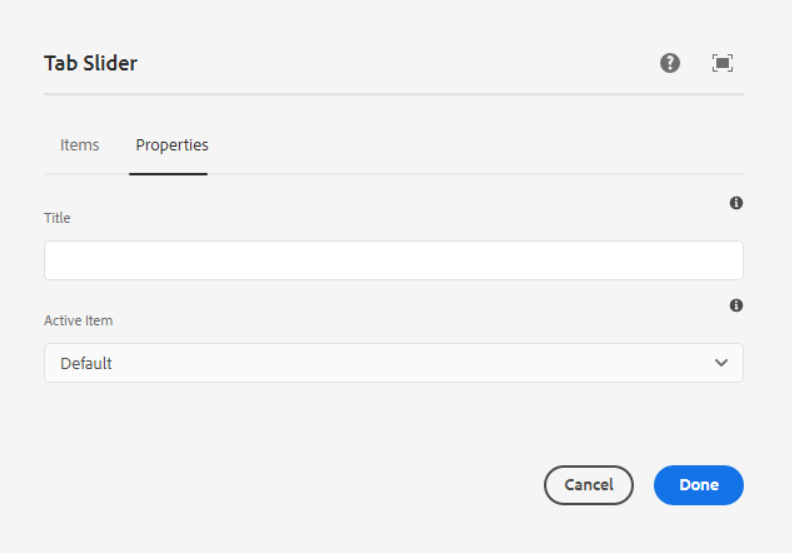 Tab Slider
Items Properties
Title
Active Item
Default
Cancel Done